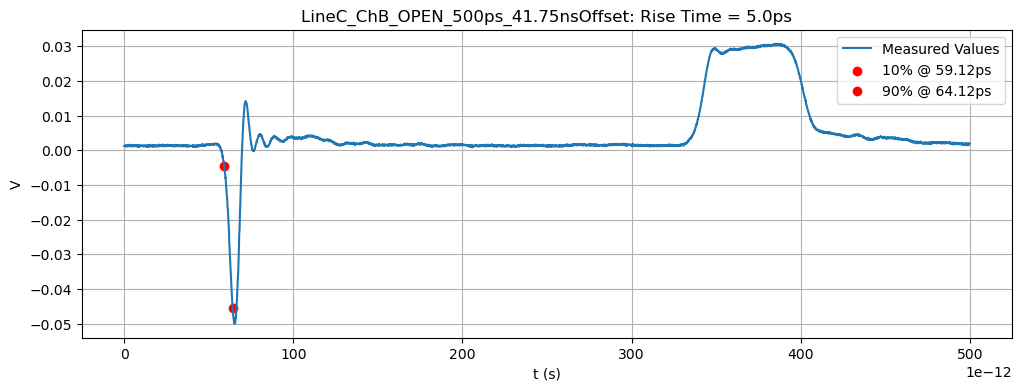 LineC_ChB_OPEN_500ps_41.75nsOffset: Rise Time = 5.0ps
Measured Values
10% @ 59.12ps
90% @ 64.12ps
0.03
0.02
0.01
0.00
−0.01
−0.02
−0.03
−0.04
−0.05
V
0 100 200 300 400 500
1e−12
t (s)